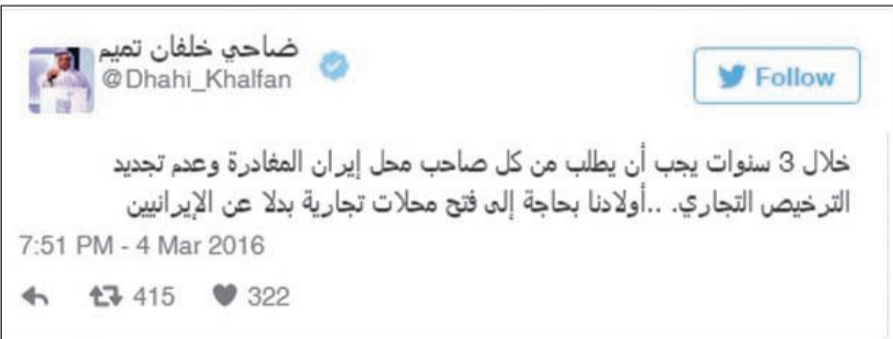 ضاحي خلفان تميم
@Dhahi_Khalfan
Follow
خلال 3 سنوات يجب أن يطلب من كل صاحب محل إيران المغادرة وعدم تجديد
الترخيص التجاري. ..أولادنا بحاجة إلى فتح محلات تجارية بدلا عن الإيرانيين
7:51 PM - 4 Mar 2016
415 322